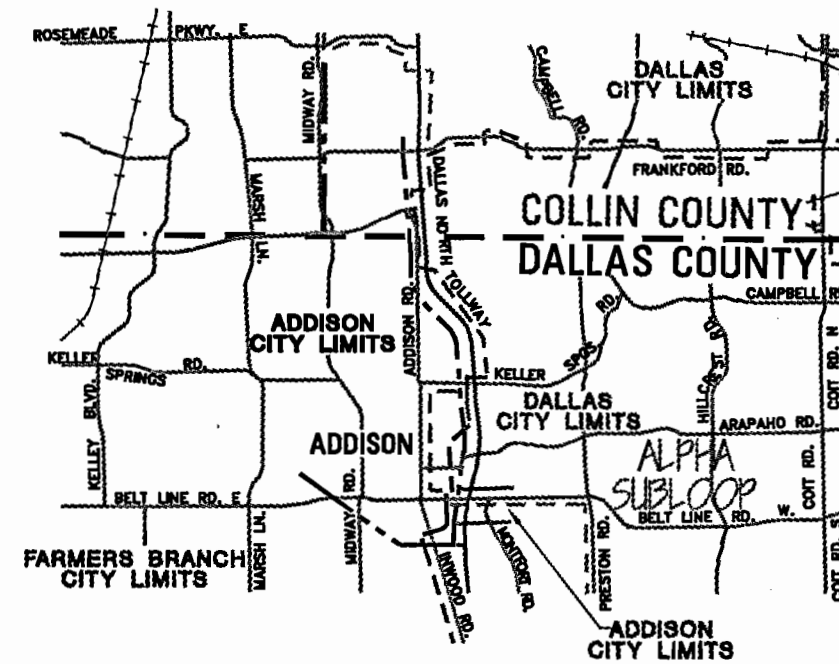 ROSEMEADE PKWY. E
MIDWAY RD.
CAMPBELL RD.
DALLAS
CITY LIMITS
FRANKFORD RD.
MARSH LN.
DALLAS NORTH TOLLWAY
COLLIN COUNTY
DALLAS COUNTY
CAMPBELL
ADDISON RD.
ADDISON
CITY LIMITS
KELLER
SPRINGS RD.
KELLER SPGS. RD.
HILLCREST RD.
COIT RD. N
DALLAS
CITY LIMITS
KELLEY BLVD.
ADDISON
ARAPAHO RD.
ALPHA
SUBLOOP
COIT RD.
BELT LINE RD. E
MIDWAY RD.
BELT LINE RD. W.
MARSH LN.
FARMERS BRANCH
CITY LIMITS
INWOOD RD.
MONTFORT RD.
PRESTON RD.
COIT RD. S
ADDISON
CITY LIMITS